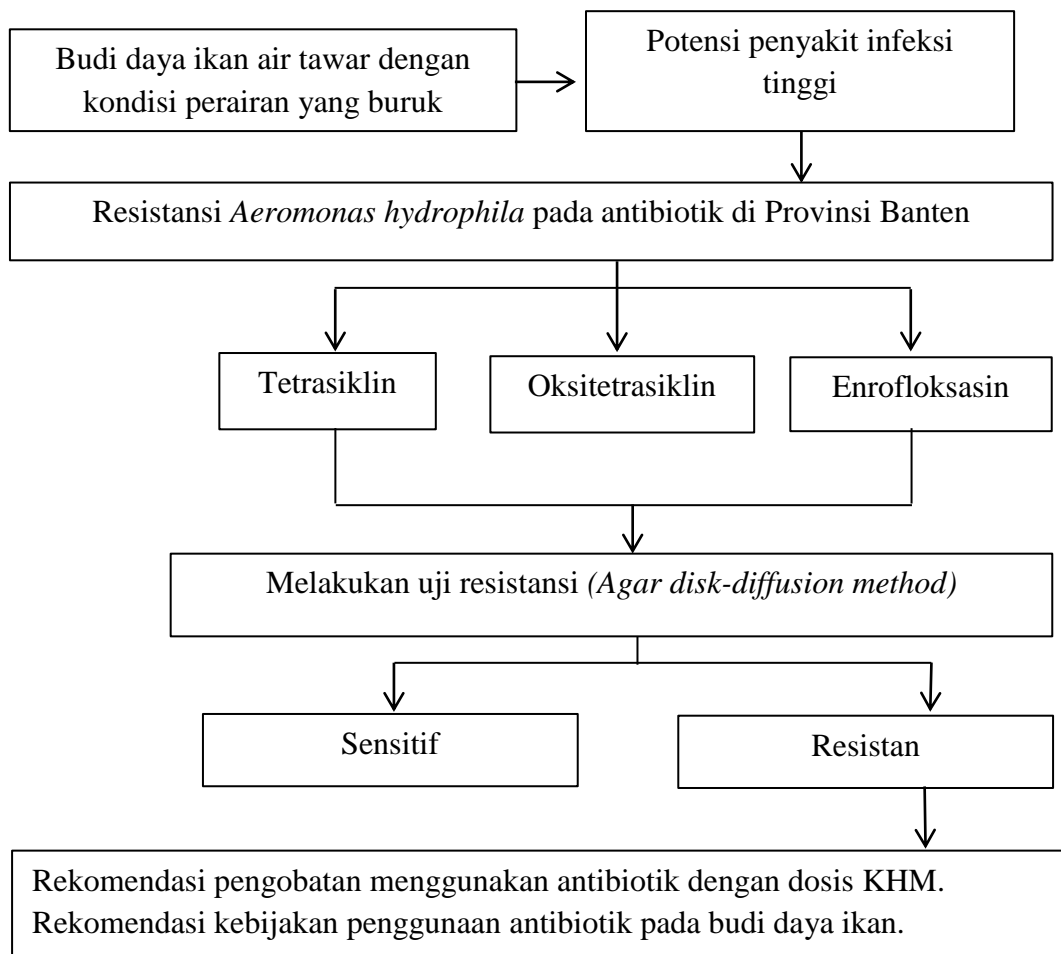 Budi daya ikan air tawar dengan
kondisi perairan yang buruk
Potensi penyakit infeksi
tinggi
Resistansi Aeromonas hydrophila pada antibiotik di Provinsi Banten
Tetrasiklin
Oksitetrasiklin
Enrofloksasin
Melakukan uji resistansi (Agar disk-diffusion method)
Sensitif
Resistan
Rekomendasi pengobatan menggunakan antibiotik dengan dosis KHM.
Rekomendasi kebijakan penggunaan antibiotik pada budi daya ikan.